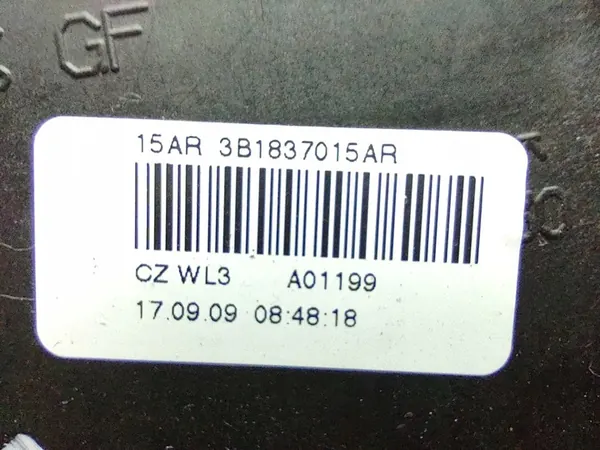 GF
15AR 3B1837015AR
CZ WL3 A01199
17.09.09 08:48:18